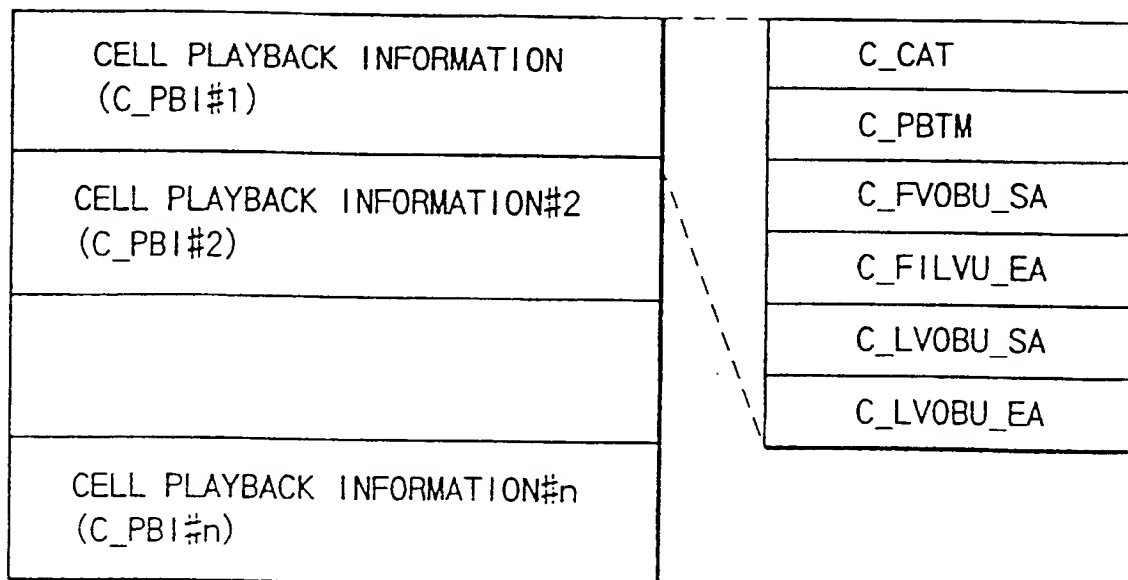 CELL PLAYBACK INFORMATION
(C_PBI#1)
CELL PLAYBACK INFORMATION#2
(C_PBI#2)
CELL PLAYBACK INFORMATION#n
(C_PBI#n)
C_CAT
C_PBTM
C_FVOBU_SA
C_FILVU_EA
C_LVOBU_SA
C_LVOBU_EA